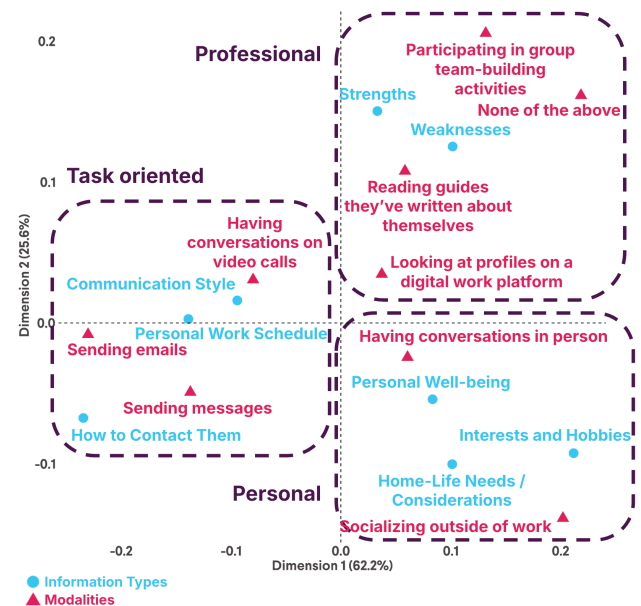 0.2
Professional
Participating in group
team-building
activities
Strengths
None of the above
Weaknesses
0.1
Task oriented
Reading guides
they've written about
themselves
Having
conversations on
video calls
Looking at profiles on a
digital work platform
Communication Style
Dimension 2 (25.6%)
0.0
Personal Work Schedule
Having conversations in person
Sending emails
Personal Well-being
Sending messages
How to Contact Them
Interests and Hobbies
-0.1
Home-Life Needs /
Considerations
Personal
Socializing outside of work
-0.2
-0.1
0.0
0.1
0.2
Dimension 1 (62.2%)
Information Types
Modalities